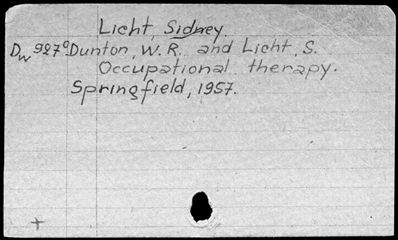 Licht, Sidney.
Dw 927° Dunton, W.R. and Licht, S.
Occupational therapy.
Springfield, 1957.
+